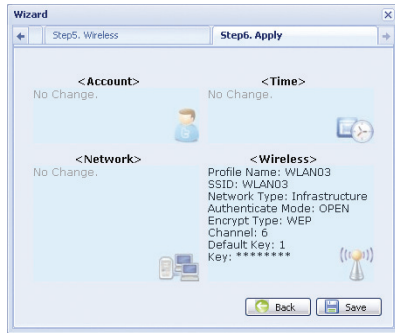 Wizard
Step5. Wireless
Step6. Apply
<Account>
No Change.
<Time>
No Change.
<Network>
No Change.
<Wireless>
Profile Name: WLAN03
SSID: WLAN03
Network Type: Infrastructure
Authenticate Mode: OPEN
Encrypt Type: WEP
Channel: 6
Default Key: 1
Key: ********
Back
Save